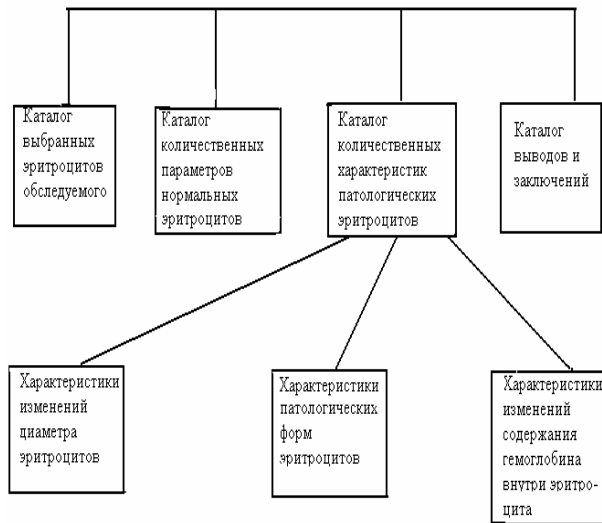 Каталог
выбранных
эритроцитов
обследуемого
Каталог
количественных
параметров
нормальных
эритроцитов
Каталог
количественных
характеристик
патологических
эритроцитов
Каталог
выводов и
заключений
Характеристики
изменений
диаметра
эритроцитов
Характеристики
патологических
форм
эритроцитов
Характеристики
изменений
содержания
гемоглобина
внутри эритро-
цита